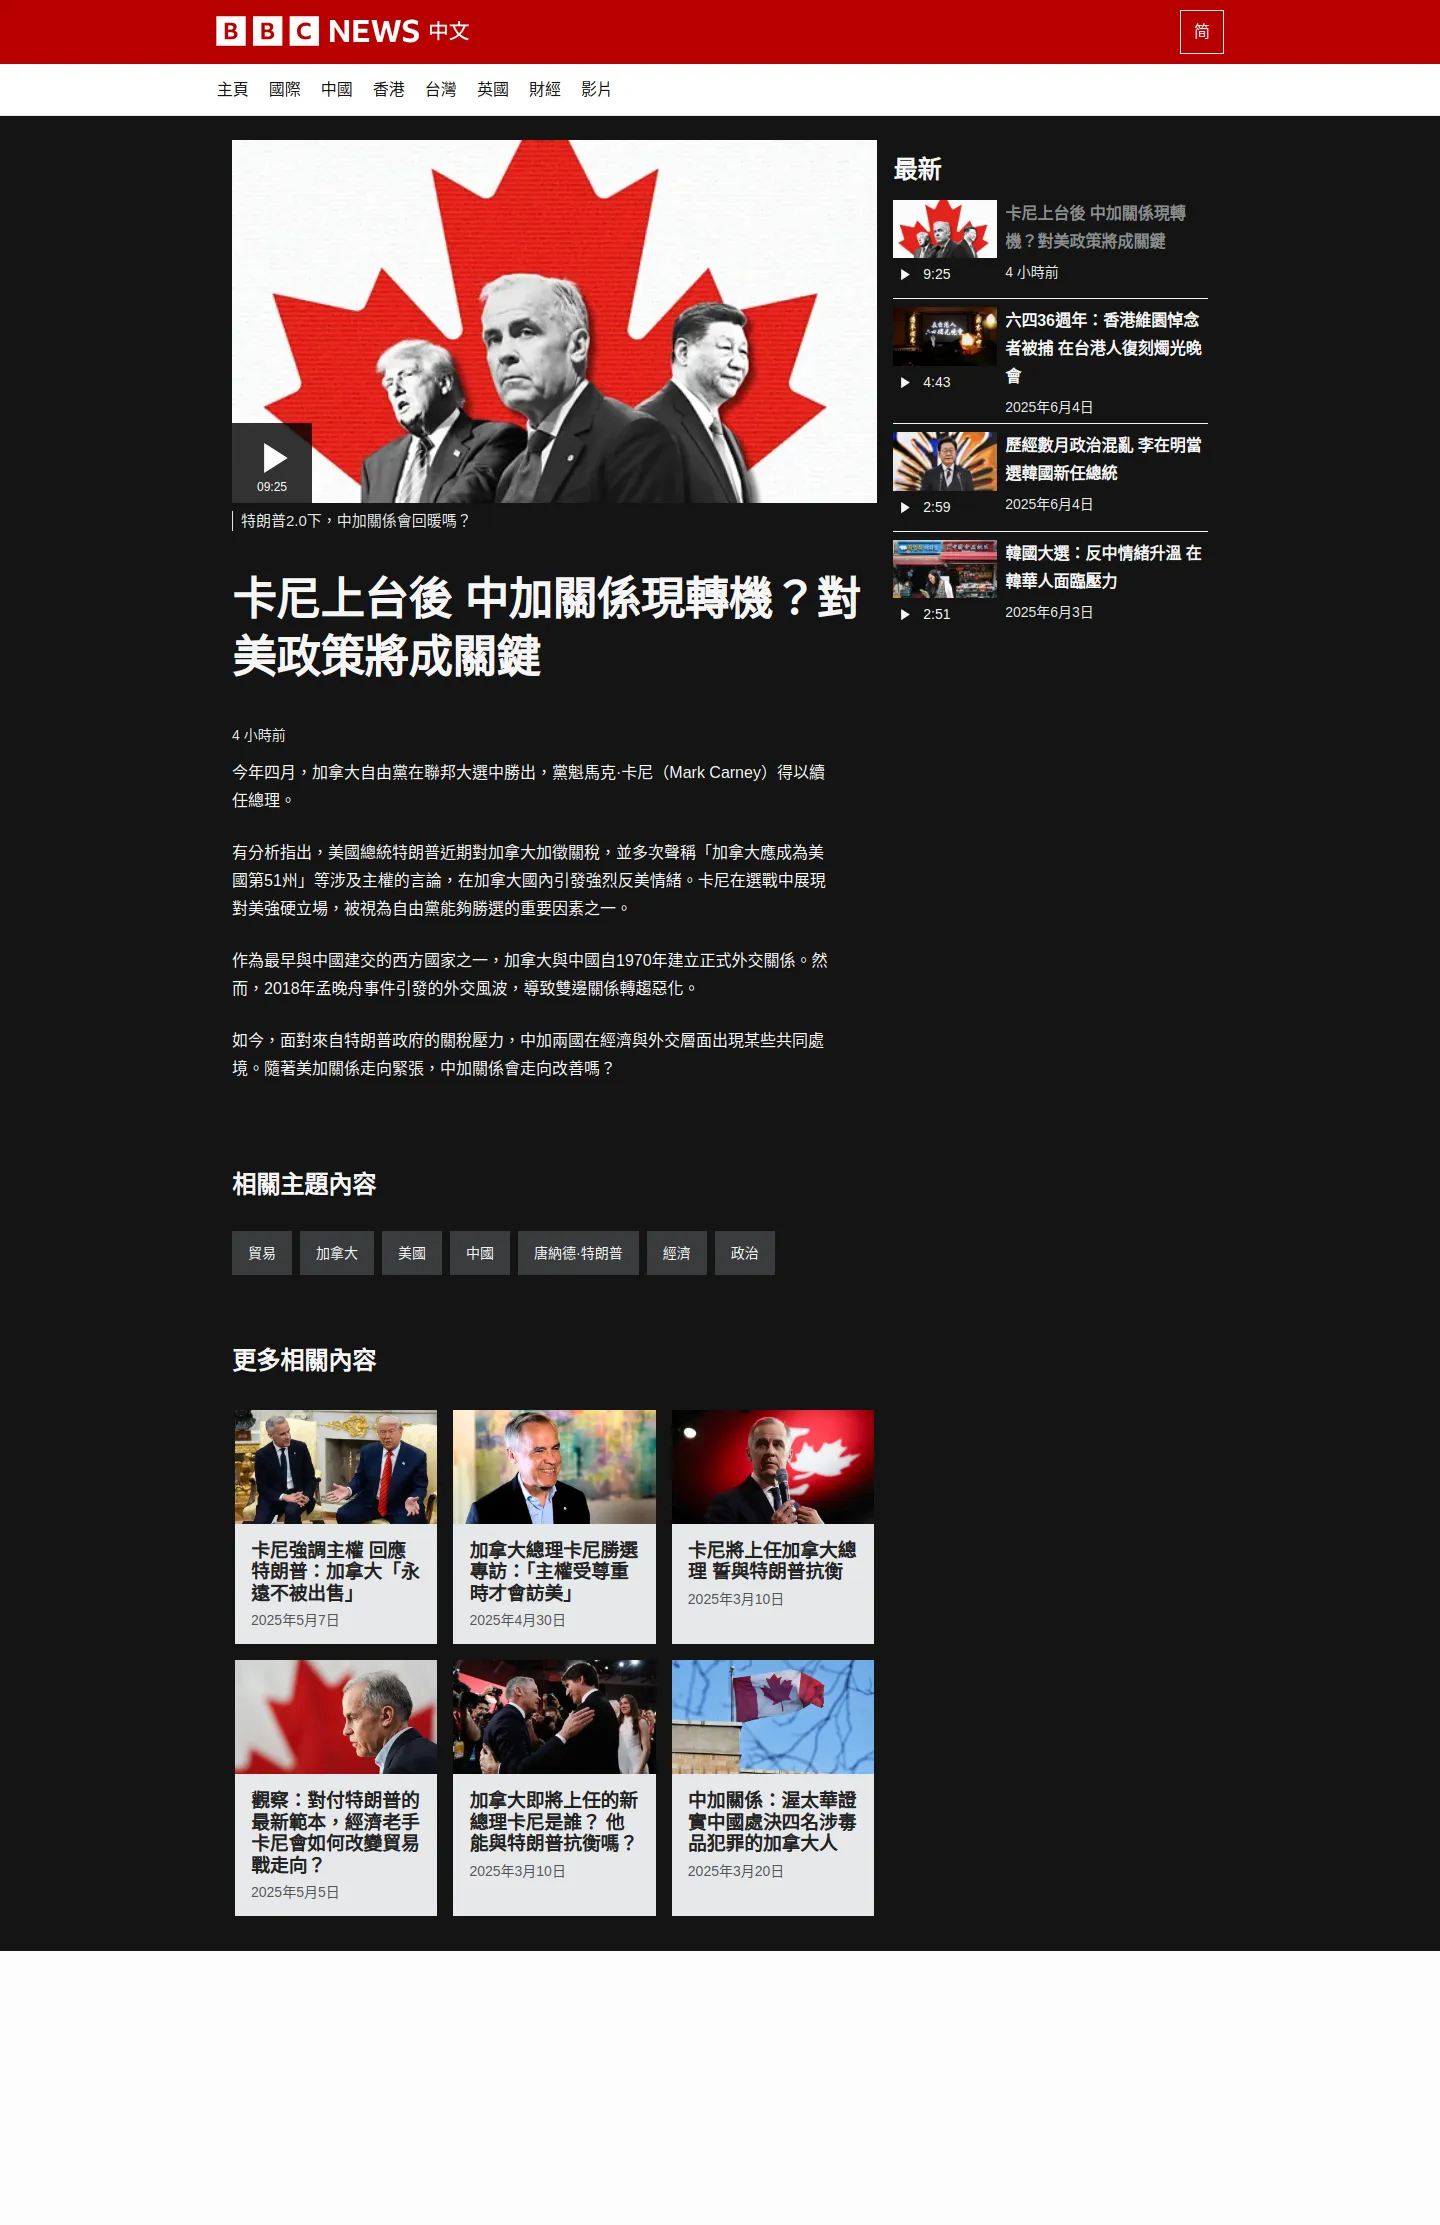 BBC NEWS 中文
简
主頁 國際 中國 香港 台灣 英國 財經 影片
09:25
特朗普2.0下，中加關係會回暖嗎？
卡尼上台後 中加關係現轉機？對
美政策將成關鍵
4 小時前
今年四月，加拿大自由黨在聯邦大選中勝出，黨魁馬克·卡尼（Mark Carney）得以續
任總理。
有分析指出，美國總統特朗普近期對加拿大加徵關稅，並多次聲稱「加拿大應成為美
國第51州」等涉及主權的言論，在加拿大國內引發強烈反美情緒。卡尼在選戰中展現
對美強硬立場，被視為自由黨能夠勝選的重要因素之一。
作為最早與中國建交的西方國家之一，加拿大與中國自1970年建立正式外交關係。然
而，2018年孟晚舟事件引發的外交風波，導致雙邊關係轉趨惡化。
如今，面對來自特朗普政府的關稅壓力，中加兩國在經濟與外交層面出現某些共同處
境。隨著美加關係走向緊張，中加關係會走向改善嗎？
最新
卡尼上台後 中加關係現轉
機？對美政策將成關鍵
9:25
4 小時前
六四36週年：香港維園悼念
者被捕 在台港人復刻燭光晚
會
4:43
2025年6月4日
歷經數月政治混亂 李在明當
選韓國新任總統
2:59
2025年6月4日
韓國大選：反中情緒升溫 在
韓華人面臨壓力
2:51
2025年6月3日
相關主題內容
貿易 加拿大 美國 中國 唐納德·特朗普 經濟 政治
更多相關內容
卡尼強調主權 回應
特朗普：加拿大「永
遠不被出售」
2025年5月7日
加拿大總理卡尼勝選
專訪：「主權受尊重
時才會訪美」
2025年4月30日
卡尼將上任加拿大總
理 誓與特朗普抗衡
2025年3月10日
觀察：對付特朗普的
最新範本，經濟老手
卡尼會如何改變貿易
戰走向？
2025年5月5日
加拿大即將上任的新
總理卡尼是誰？ 他
能與特朗普抗衡嗎？
2025年3月10日
中加關係：渥太華證
實中國處決四名涉毒
品犯罪的加拿大人
2025年3月20日